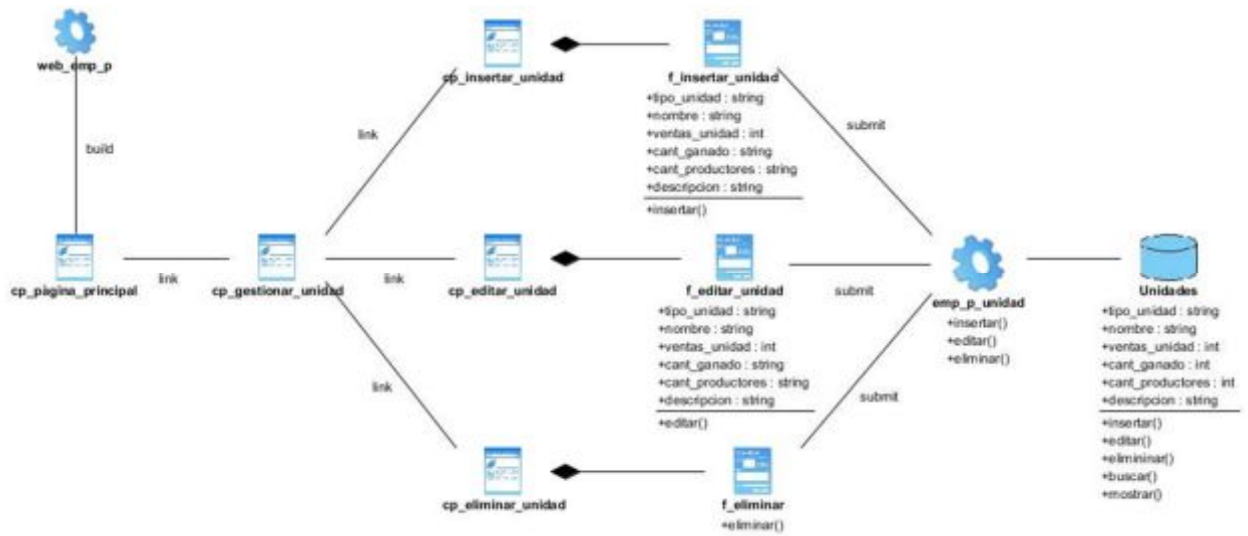 web_emp_p
build
cp_pàgina_principal
link
cp_gestionar_unidad
link
link
link
cp_insertar_unidad
f_insertar_unidad
+tipo_unidad : string
+nombre : string
+ventas_unidad : int
+cant_ganado : string
+cant_productores : string
+descripcion : string
+insertar()
submit
cp_editar_unidad
f_editar_unidad
+tipo_unidad : string
+nombre : string
+ventas_unidad : int
+cant_ganado : string
+cant_productores : string
+descripcion : string
+editar()
submit
cp_eliminar_unidad
f_eliminar
+eliminar()
submit
emp_p_unidad
+insertar()
+editar()
+eliminar()
Unidades
+tipo_unidad : string
+nombre : string
+ventas_unidad : int
+cant_ganado : int
+cant_productores : int
+descripcion : string
+insertar()
+editar()
+elimininar()
+buscar()
+mostrar()